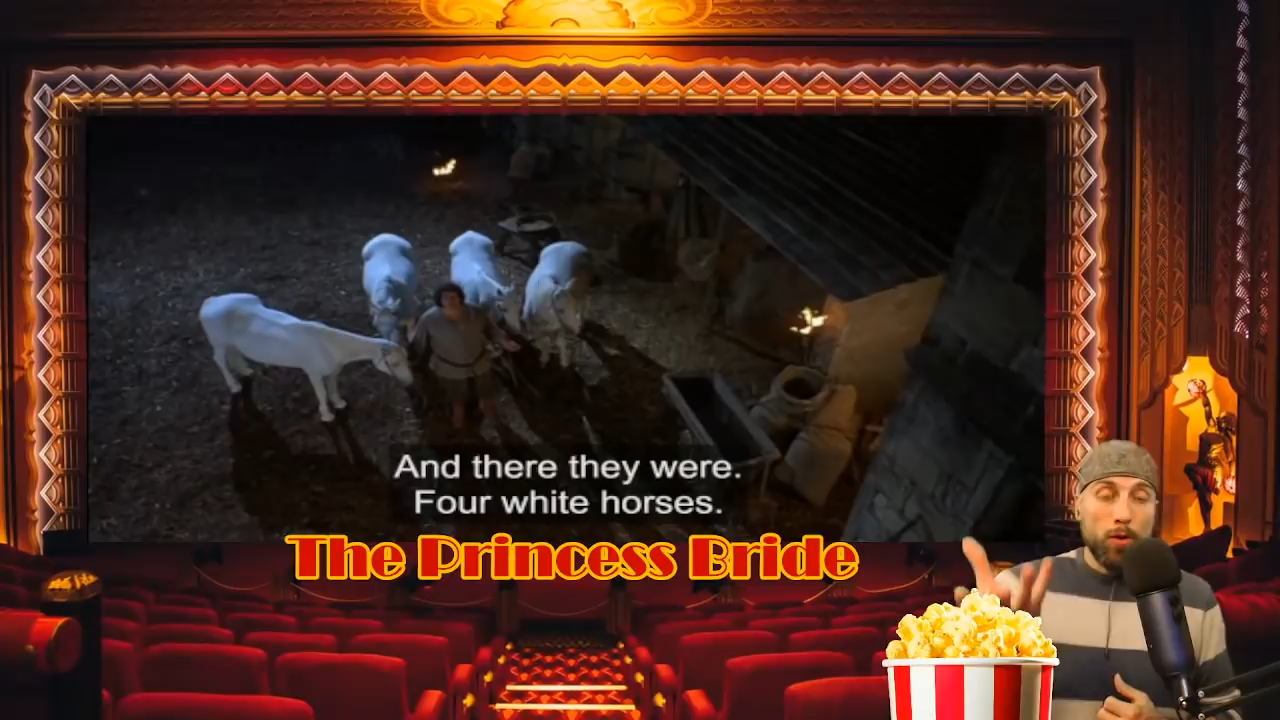 And there they were.
Four white horses.
The Princess Bride